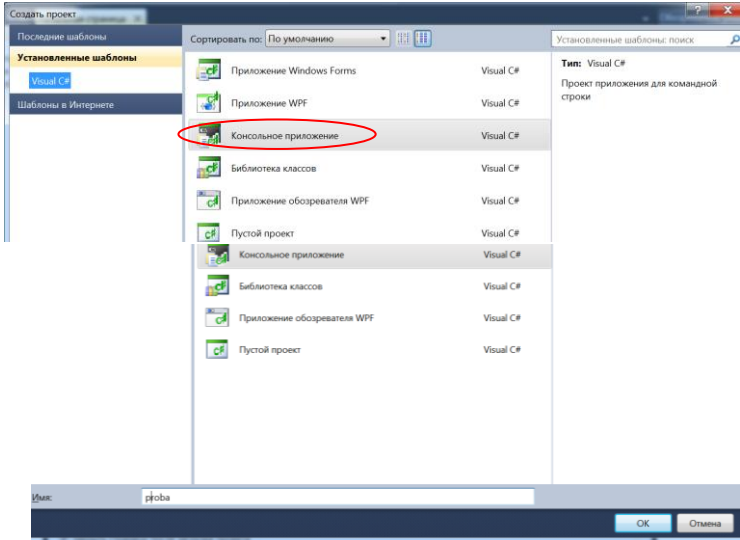 Создать проект
Последние шаблоны
Установленные шаблоны
Visual C#
Шаблоны в Интернете
Сортировать по: По умолчанию
Приложение Windows Forms Visual C#
Приложение WPF Visual C#
Консольное приложение Visual C#
Библиотека классов Visual C#
Приложение обозревателя WPF Visual C#
Пустой проект Visual C#
Установленные шаблоны: поиск
Тип: Visual C#
Проект приложения для командной
строки
Консольное приложение Visual C#
Библиотека классов Visual C#
Приложение обозревателя WPF Visual C#
Пустой проект Visual C#
Имя: proba
ОК Отмена